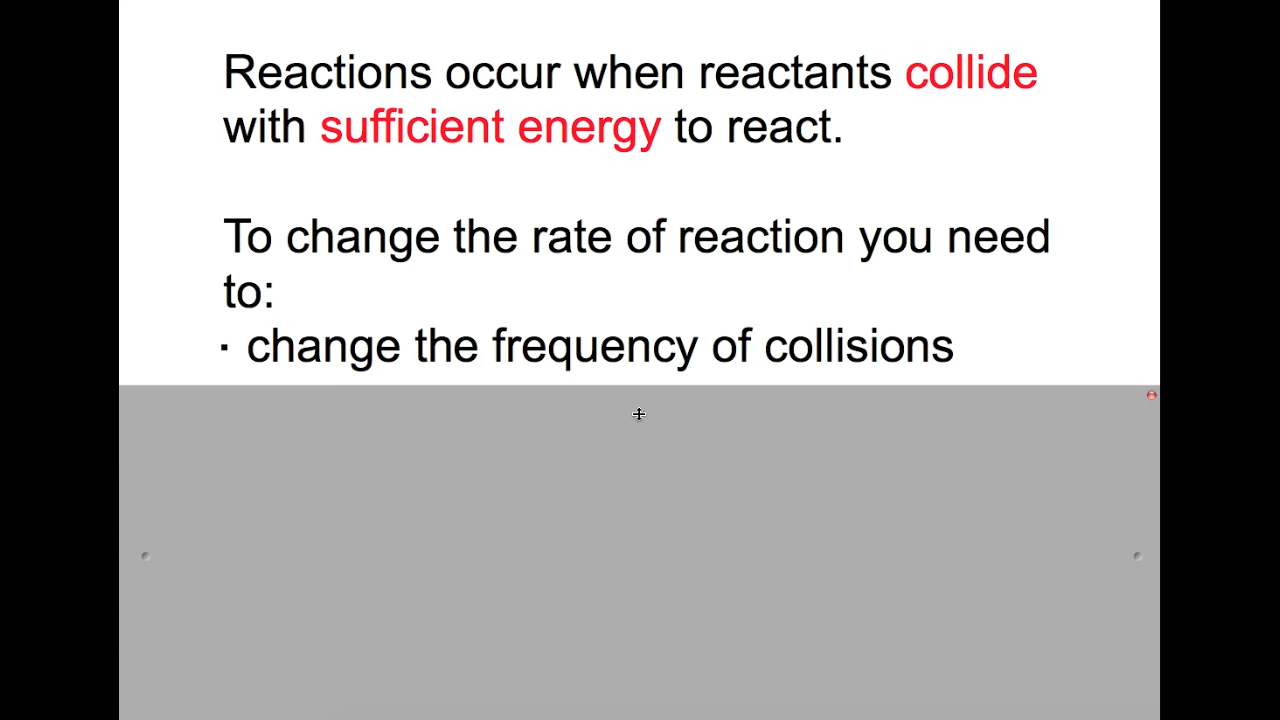 Reactions occur when reactants collide
with sufficient energy to react.
To change the rate of reaction you need
to:
· change the frequency of collisions